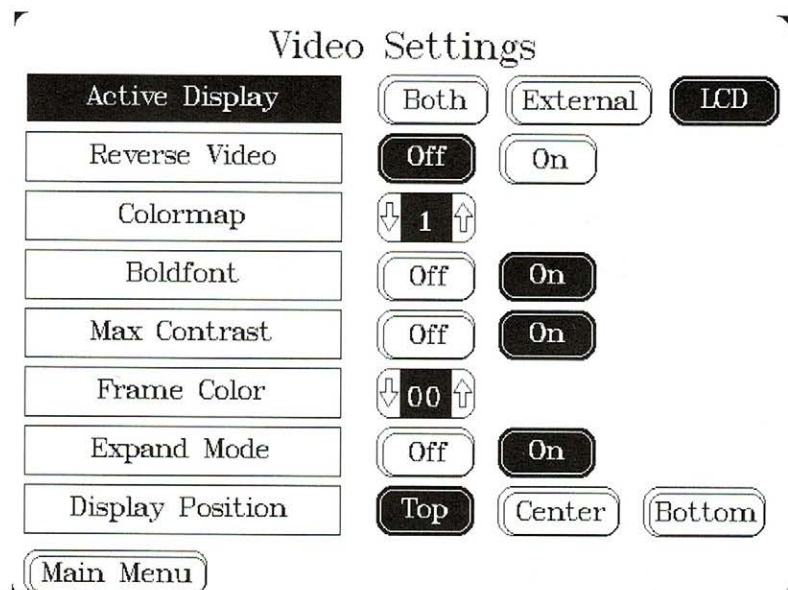 Video Settings
Active Display Both External LCD
Reverse Video Off On
Colormap 1
Boldfont Off On
Max Contrast Off On
Frame Color 00
Expand Mode Off On
Display Position Top Center Bottom
Main Menu